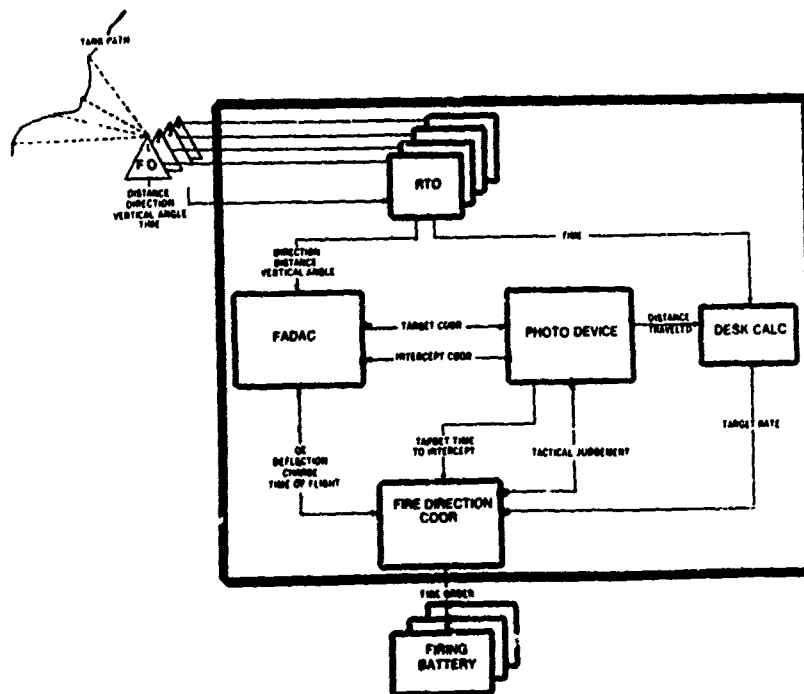 TARG PATH
F O
DISTANCE
DIRECTION
VERTICAL ANGLE
TIME
RTO
DIRECTION
DISTANCE
VERTICAL ANGLE
TIME
FADAC
TARGET COOR
INTERCEPT COOR
PHOTO DEVICE
DISTANCE
TRAVELED
DESK CALC
QE
DEFLECTION
CHARGE
TIME OF FLIGHT
TARGET TIME
TO INTERCEPT
TACTICAL JUDGEMENT
TARGET RATE
FIRE DIRECTION
COOR
FIRE ORDER
FIRING
BATTERY